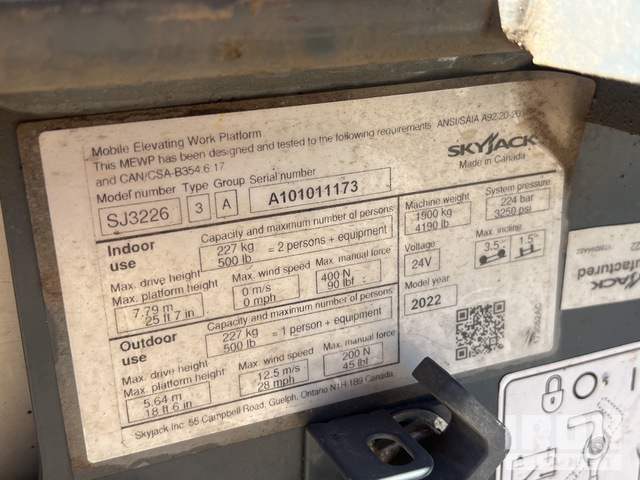 Mobile Elevating Work Platform
This MEWP has been designed and tested to the following requirements ANSI/SAIA A92.20-20
and CAN/CSA-B354.6:17
SKYJACK
Made in Canada
Model number Type Group Serial number
SJ3226 3 A A101011173
Machine weight System pressure
1900 kg 224 bar
4190 lb 3250 psi
Voltage Max. incline
24V 3.5° 1.5°
Model year
2022
Indoor use
Capacity and maximum number of persons
227 kg
500 lb = 2 persons + equipment
Max. drive height
Max. platform height Max. wind speed Max. manual force
7.79 m 0 m/s 400 N
25 ft 7 in 0 mph 90 lbf
Outdoor use
Capacity and maximum number of persons
227 kg
500 lb = 1 person + equipment
Max. drive height
Max. platform height Max. wind speed Max. manual force
5.64 m 12.5 m/s 200 N
18 ft 6 in 28 mph 45 lbf
Skyjack Inc 55 Campbell Road, Guelph, Ontario N1H 1B9 Canada